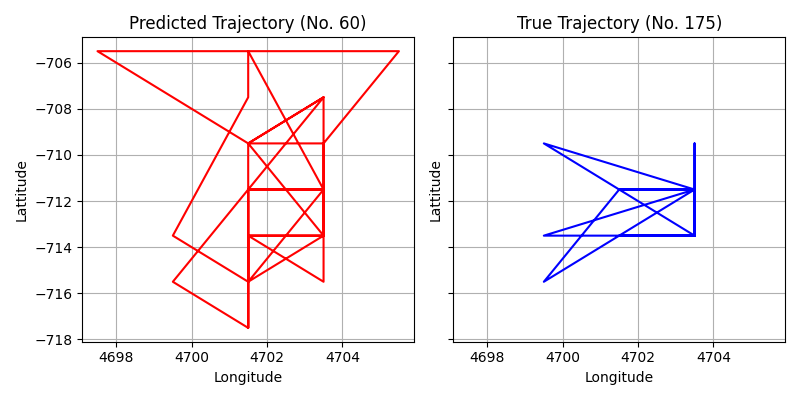 Predicted Trajectory (No. 60)
True Trajectory (No. 175)
−706
−708
−710
−712
−714
−716
−718
Lattitude
Lattitude
4698 4700 4702 4704
4698 4700 4702 4704
Longitude
Longitude